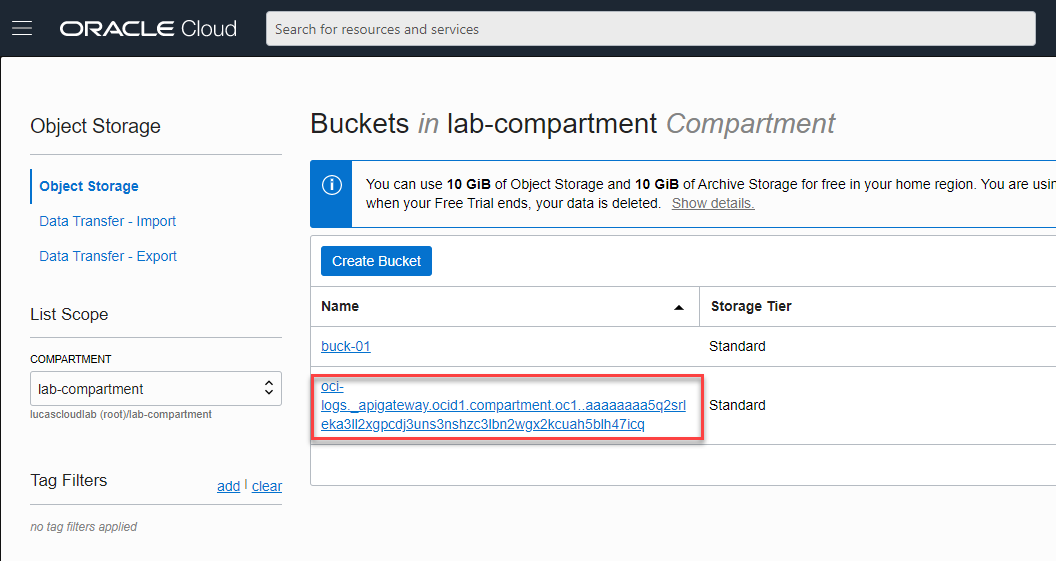 ORACLE Cloud
Search for resources and services
Object Storage
Object Storage
Data Transfer - Import
Data Transfer - Export
List Scope
COMPARTMENT
lab-compartment
lucascloudlab (root)/lab-compartment
Tag Filters
add | clear
no tag filters applied
Buckets in lab-compartment Compartment
You can use 10 GiB of Object Storage and 10 GiB of Archive Storage for free in your home region. You are usin
when your Free Trial ends, your data is deleted. Show details.
Create Bucket
Name Storage Tier
buck-01 Standard
oci-
logs._apigateway.ocid1.compartment.oc1..aaaaaaaa5q2srl Standard
eka3ll2xgpcdj3uns3nshzc3lbn2wgx2kcuah5blh47icq